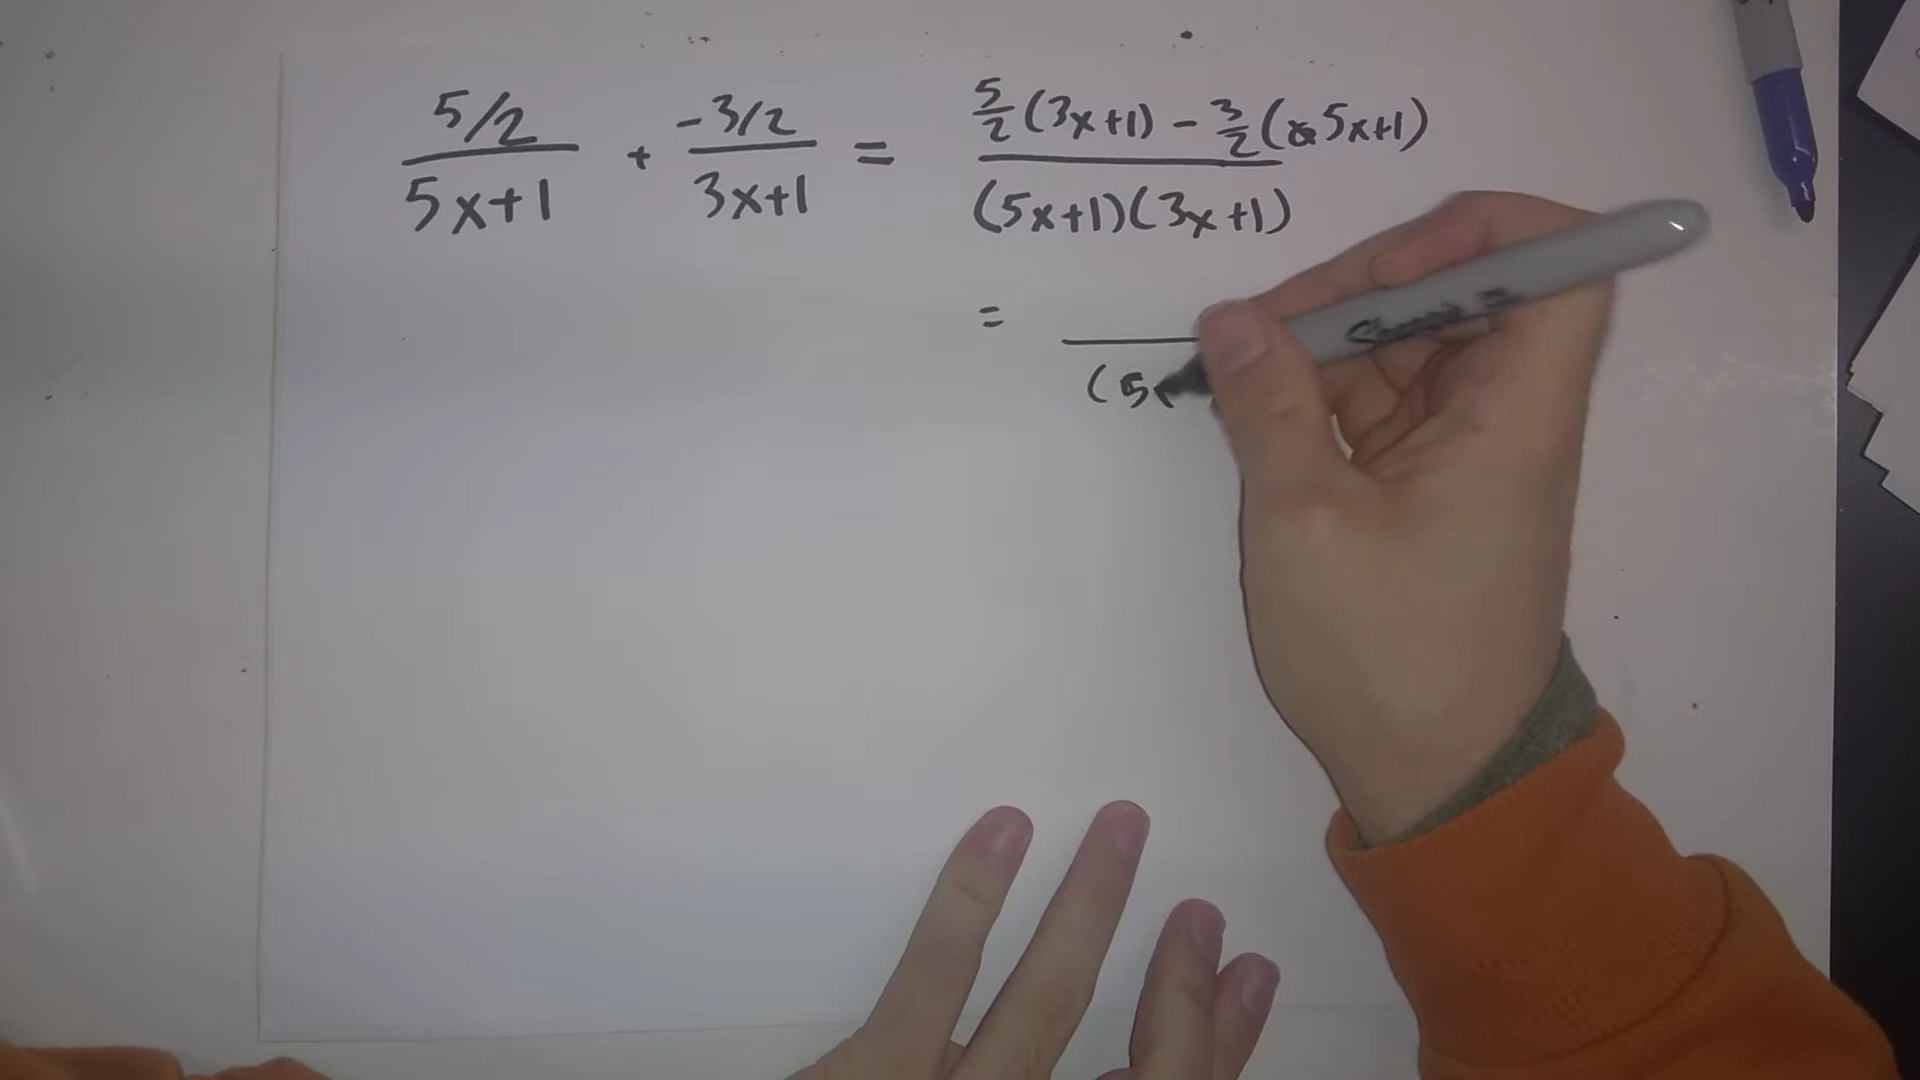 5/2 / 5x+1 + -3/2 / 3x+1 = 5/2 (3x+1) - 3/2 (5x+1) / (5x+1)(3x+1)
= / (5
Sharpie